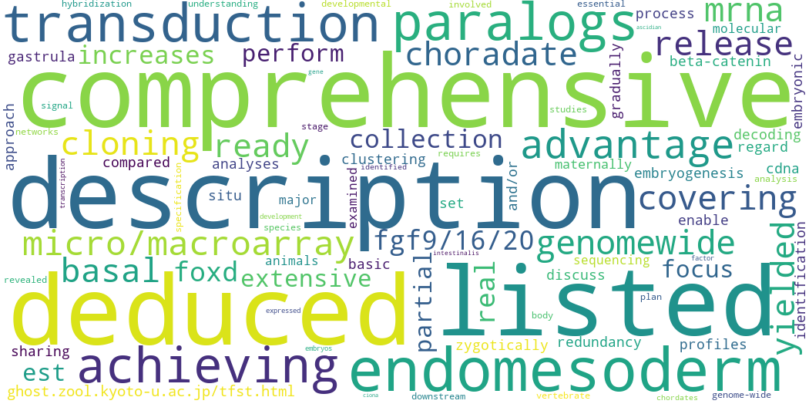 hybridization understanding developmental involved essential
transduction paralogs process mrna
ascidian molecular
gastrula increases perform choradate release
beta-catenin
gene
comprehensive
gradually embryonic
signal studies
approach networks stage requires
cloning ready collection advantage decoding
regard
compared analyses clustering maternally cdna
transcription specification examined identified and/or embryogenesis analysis
description
situ major set covering
development
species enable
micro/macroarray fgf9/16/20 genomewide
animals intestinalis
basal foxd basic sequencing factor focus
revealed extensive partial real discuss yielded identification
deduced listed
expressed plan
body
sharing embryos zygotically redundancy profiles
est achieving endomesoderm
ghost.zool.kyoto-u.ac.jp/tfst.html
ciona downstream vertebrate chordates genome-wide